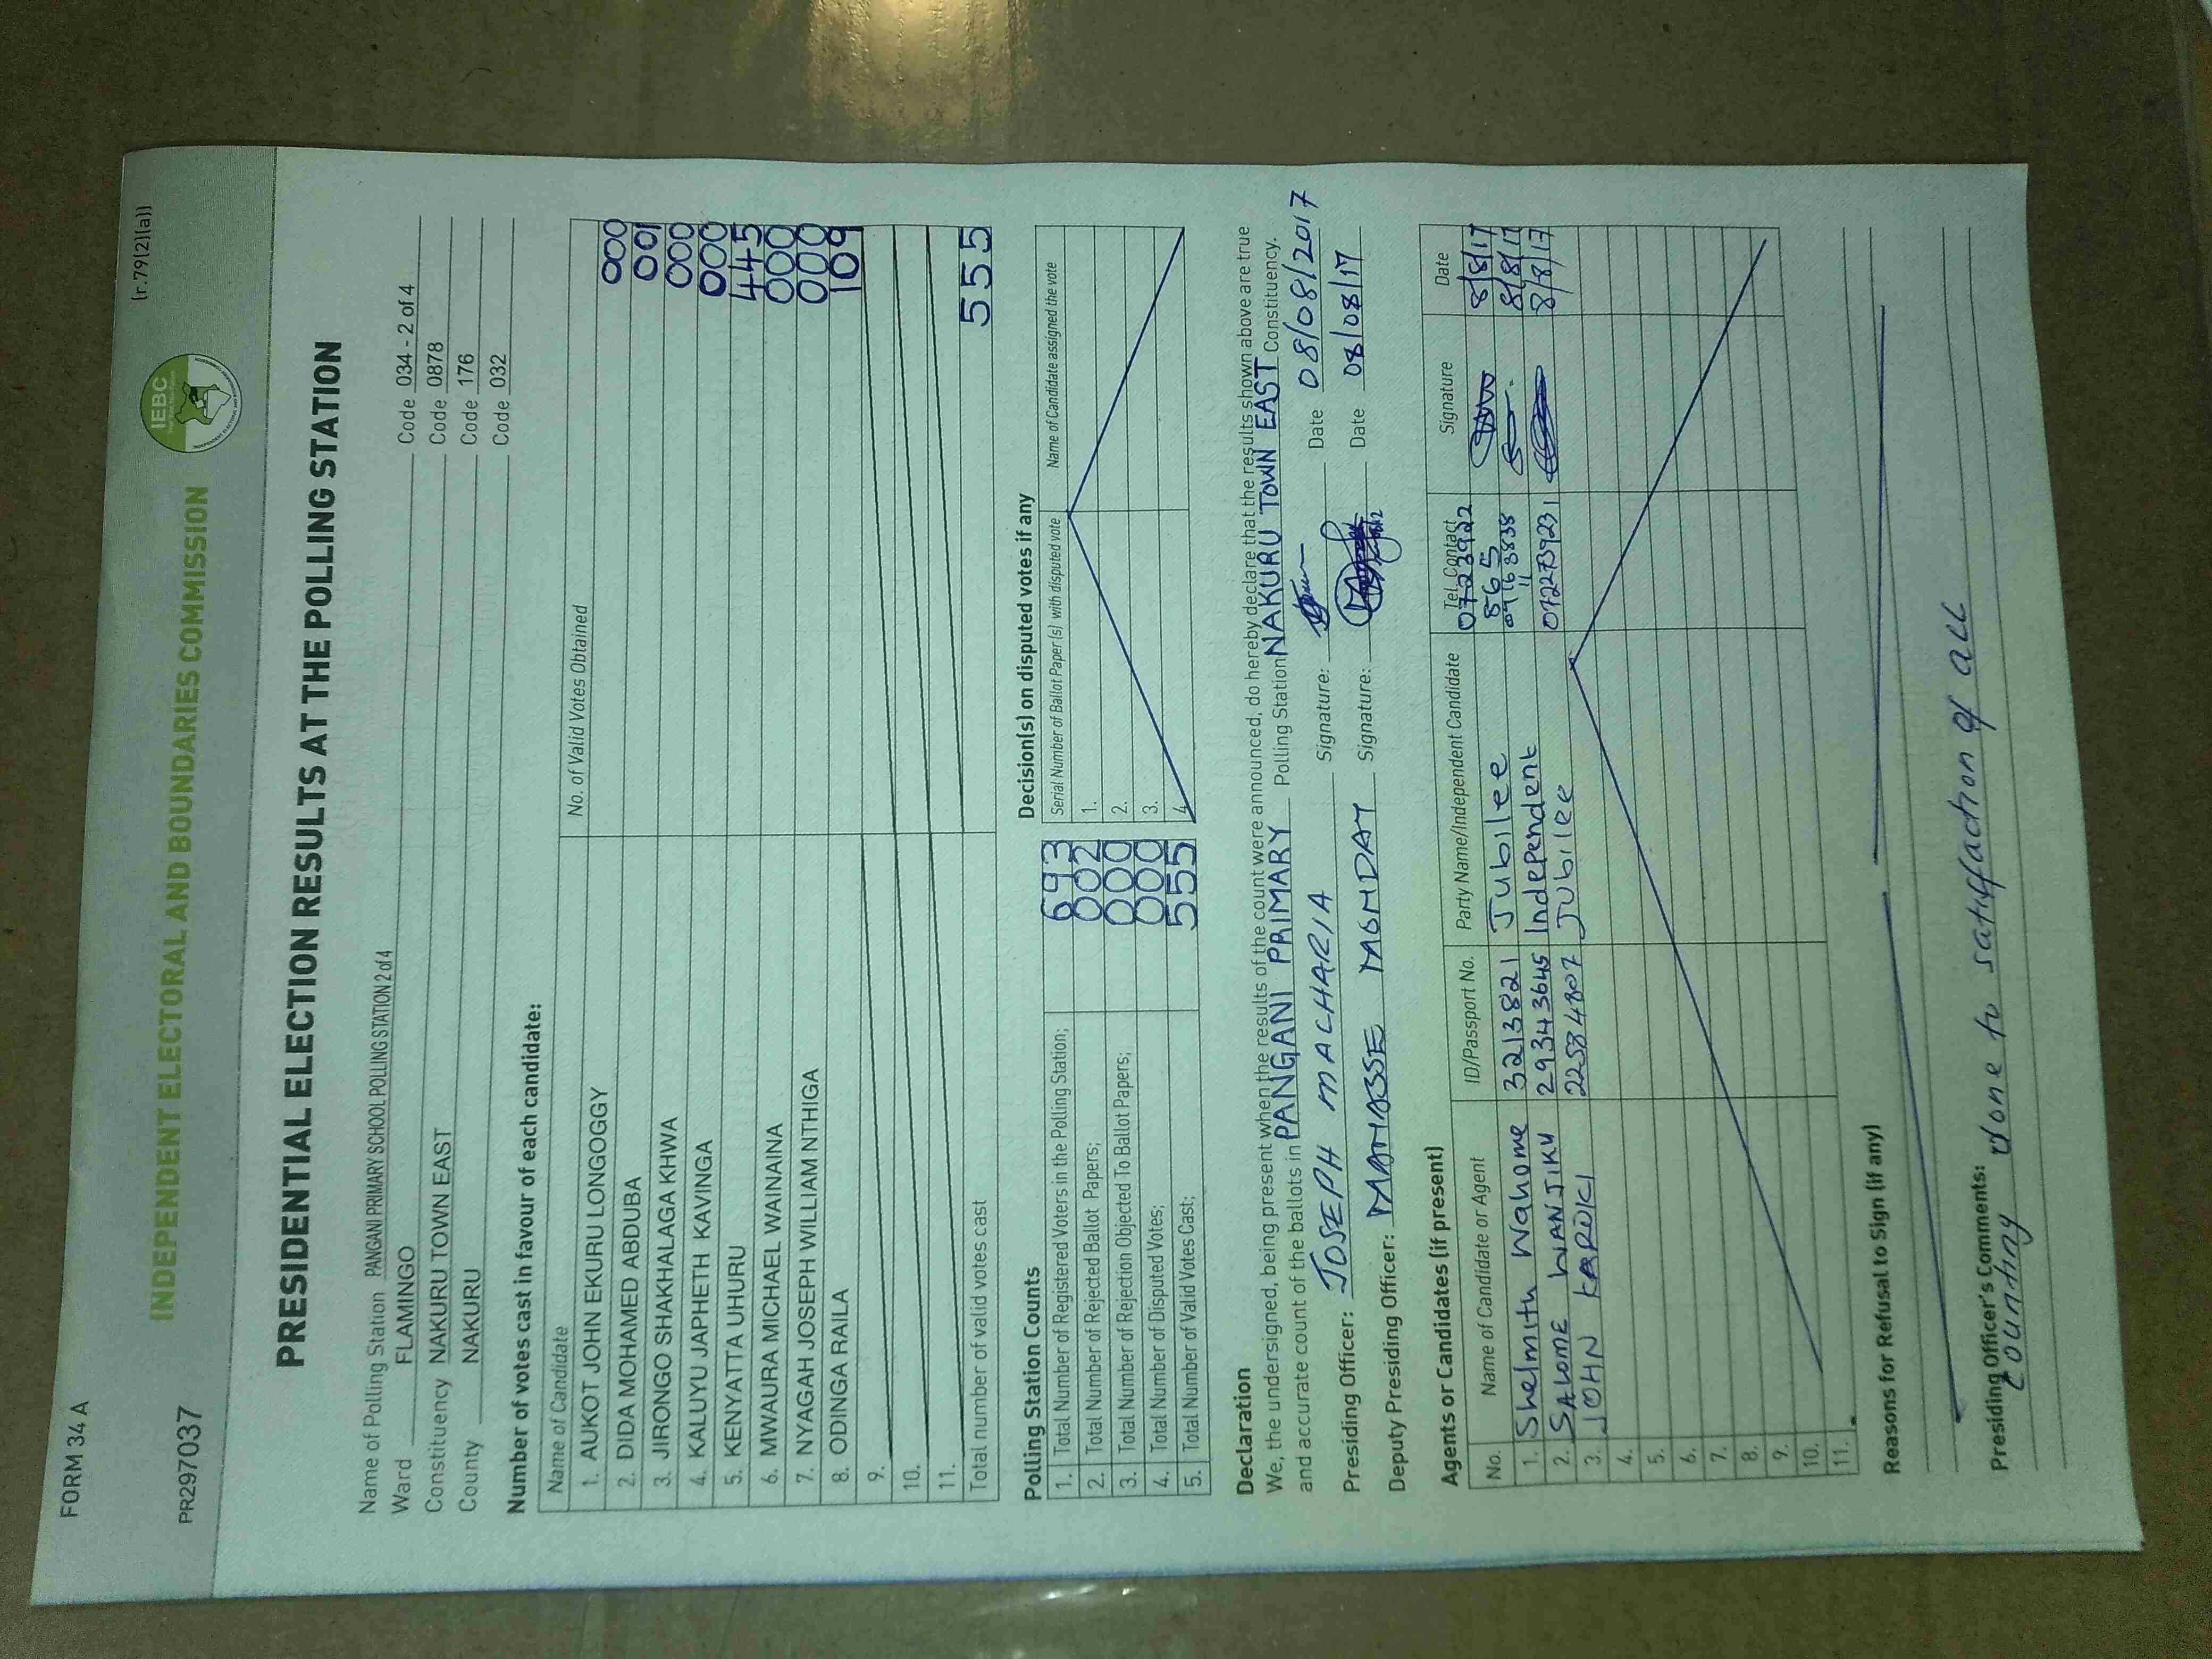 FORM 34 A
(r.79(2)(a))
PR297037
INDEPENDENT ELECTORAL AND BOUNDARIES COMMISSION
IEBC
PRESIDENTIAL ELECTION RESULTS AT THE POLLING STATION
Name of Polling Station PANGANI PRIMARY SCHOOL POLLING STATION 2 of 4 Code 034 - 2 of 4
Ward FLAMINGO Code 0878
Constituency NAKURU TOWN EAST Code 176
County NAKURU Code 032
Number of votes cast in favour of each candidate:
Name of Candidate No. of Valid Votes Obtained
1. AUKOT JOHN EKURU LONGOGGY 000
2. DIDA MOHAMED ABDUBA 001
3. JIRONGO SHAKHALAGA KHWA 000
4. KALUYU JAPHETH KAVINGA 000
5. KENYATTA UHURU 445
6. MWAURA MICHAEL WAINAINA 000
7. NYAGAH JOSEPH WILLIAM NTHIGA 000
8. ODINGA RAILA 109
9.
10.
11.
Total number of valid votes cast 555
Polling Station Counts
1. Total Number of Registered Voters in the Polling Station; 693
2. Total Number of Rejected Ballot Papers; 002
3. Total Number of Rejection Objected To Ballot Papers; 000
4. Total Number of Disputed Votes; 000
5. Total Number of Valid Votes Cast; 555
Decision(s) on disputed votes if any
Serial Number of Ballot Paper(s) with disputed vote Name of Candidate assigned the vote
1.
2.
3.
4.
Declaration
We, the undersigned, being present when the results of the count were announced, do hereby declare that the results shown above are true
and accurate count of the ballots in PANGANI PRIMARY Polling Station NAKURU TOWN EAST Constituency.
Presiding Officer: JOSEPH MACHARIA Signature: Date 08/08/2017
Deputy Presiding Officer: Signature: Date 08/08/17
Agents or Candidates (if present)
No. Name of Candidate or Agent ID/Passport No. Party Name/Independent Candidate Tel. Contact Signature Date
1. Shelmith Wahome 32213821 Jubilee 0723922 865 8/8/17
2. SALOME WANJIKU 29343645 Independent 8/8/17
3. JOHN KARIUKI 22534807 Jubilee 0722739231 8/8/17
4.
5.
6.
7.
8.
9.
10.
11.
Reasons for Refusal to Sign (if any)
Presiding Officer's Comments:
Counting done to satisfaction of all